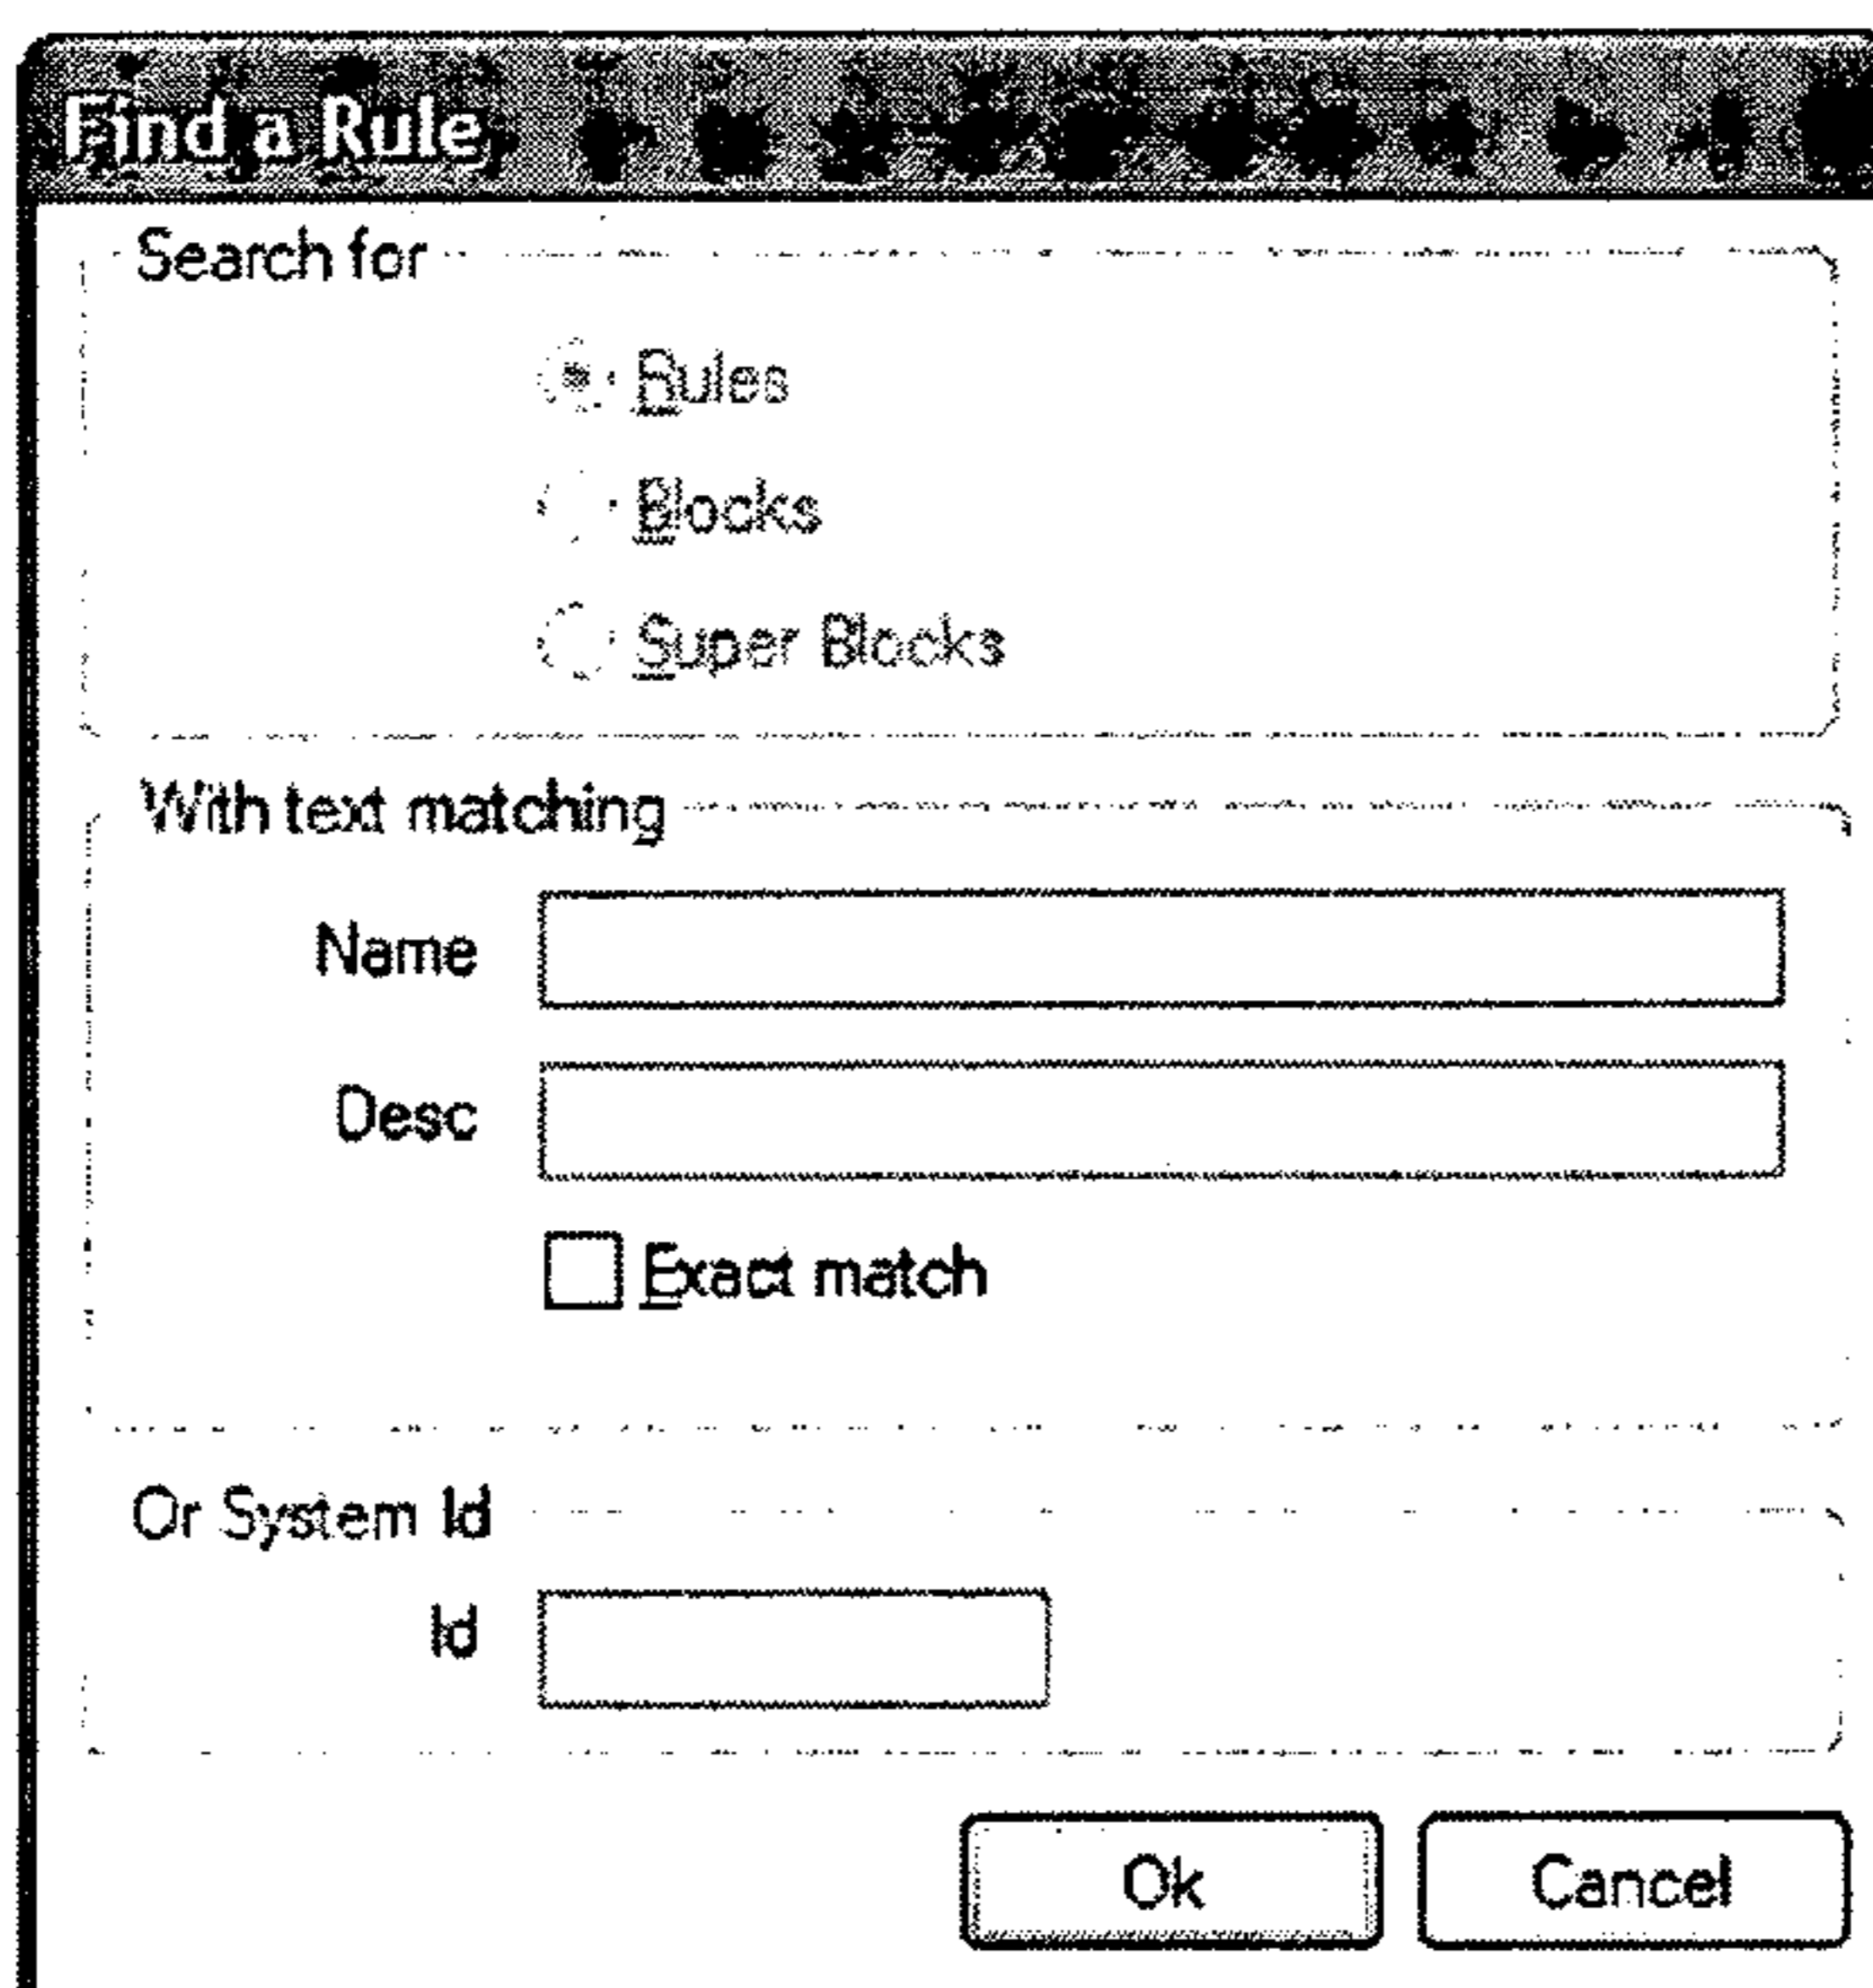 Find a Rule
Search for
Rules
Blocks
Super Blocks
With text matching
Name
Desc
Exact match
Or System Id
Id
Ok Cancel